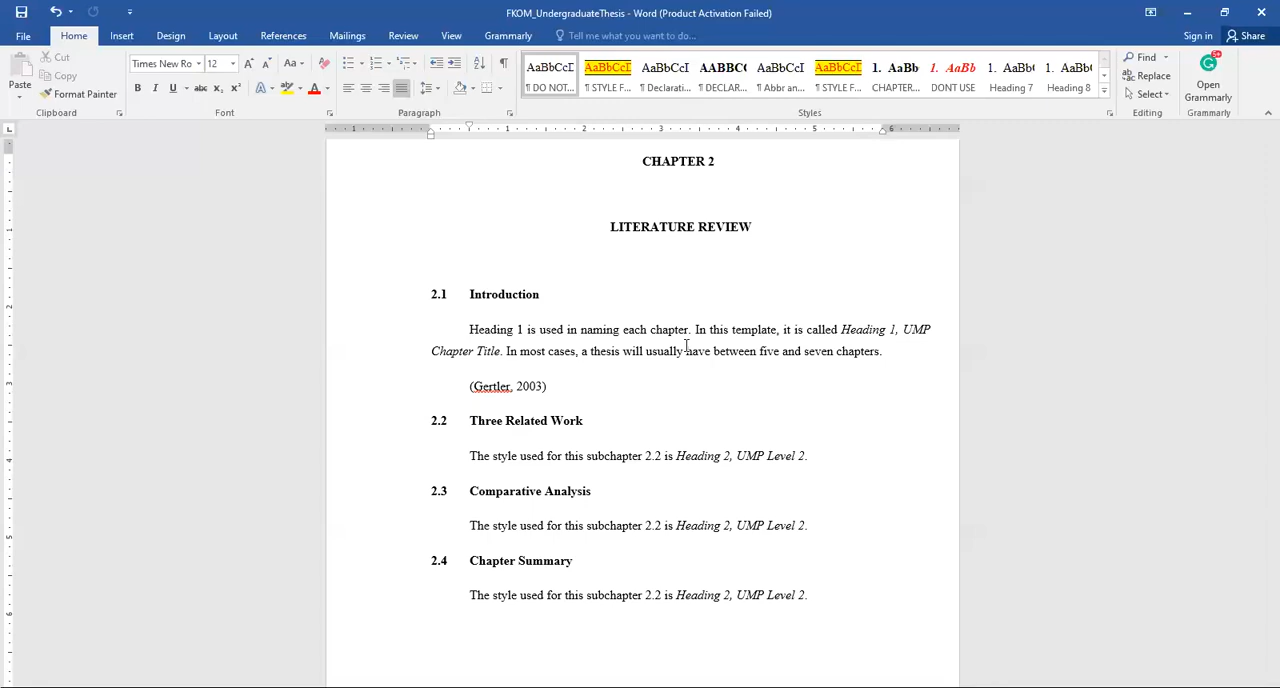 FKOM_UndergraduateThesis - Word (Product Activation Failed)
File Home Insert Design Layout References Mailings Review View Grammarly Tell me what you want to do... Sign in Share
Cut
Copy
Paste
Format Painter
Clipboard
Times New Ro 12
Font
Paragraph
AaBbCcI AaBbCcD AaBbCcI AABBCC AaBbCcI AaBbCcD 1. AaBb 1. AaBb 1. AaBb 1. AaBb
¶ DO NOT... ¶ STYLE F... ¶ Declarati... ¶ DECLAR... ¶ Abbr an... ¶ STYLE F... CHAPTER... DONT USE Heading 7 Heading 8
Styles
Find
Replace
Select
Editing
Open
Grammarly
Grammarly
CHAPTER 2
LITERATURE REVIEW
2.1 Introduction
Heading 1 is used in naming each chapter. In this template, it is called Heading 1, UMP
Chapter Title. In most cases, a thesis will usually have between five and seven chapters.
(Gertler, 2003)
2.2 Three Related Work
The style used for this subchapter 2.2 is Heading 2, UMP Level 2.
2.3 Comparative Analysis
The style used for this subchapter 2.2 is Heading 2, UMP Level 2.
2.4 Chapter Summary
The style used for this subchapter 2.2 is Heading 2, UMP Level 2.